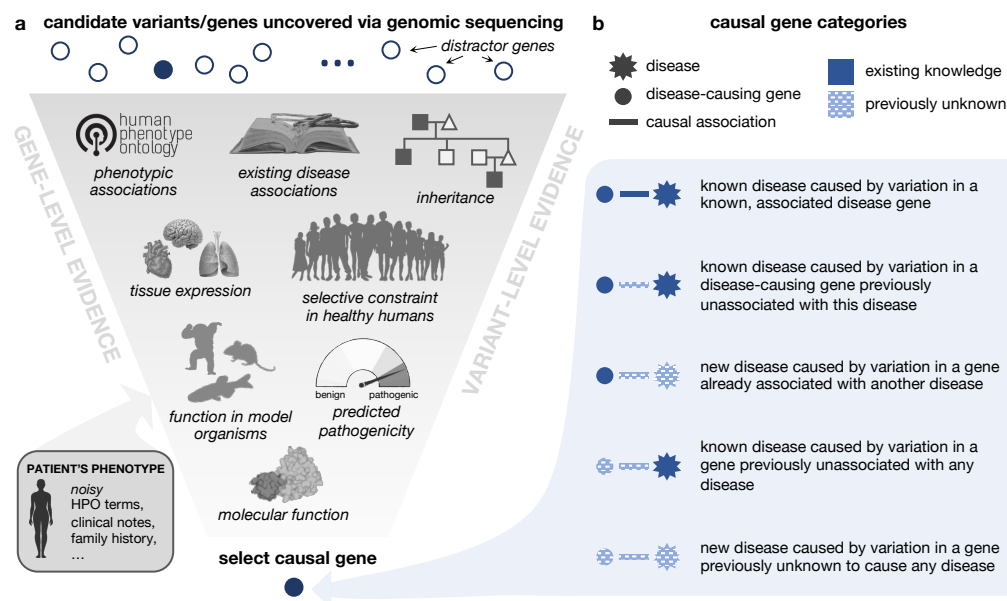 a candidate variants/genes uncovered via genomic sequencing
distractor genes
GENE-LEVEL EVIDENCE
VARIANT-LEVEL EVIDENCE
human
phenotype
ontology
phenotypic
associations
existing disease
associations
inheritance
tissue expression
selective constraint
in healthy humans
function in model
organisms
benign
pathogenic
predicted
pathogenicity
molecular function
PATIENT'S PHENOTYPE
noisy
HPO terms,
clinical notes,
family history,
...
select causal gene
b causal gene categories
disease
disease-causing gene
causal association
existing knowledge
previously unknown
known disease caused by variation in a
known, associated disease gene
known disease caused by variation in a
disease-causing gene previously
unassociated with this disease
new disease caused by variation in a gene
already associated with another disease
known disease caused by variation in a
gene previously unassociated with any
disease
new disease caused by variation in a gene
previously unknown to cause any disease